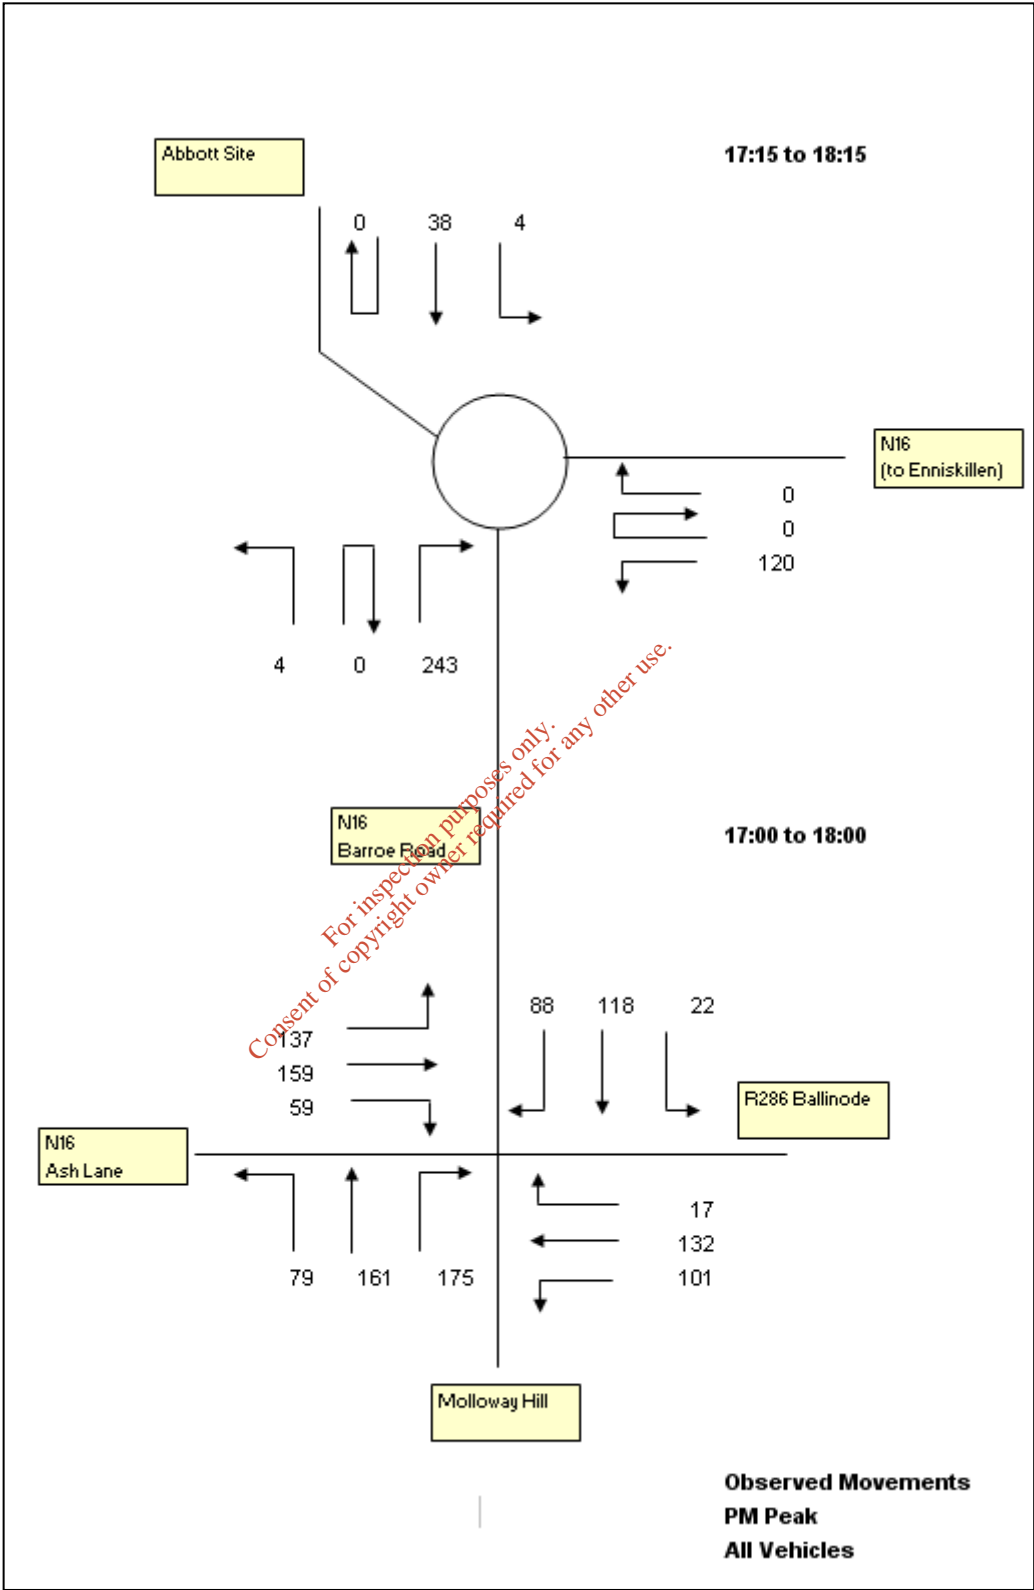 Abbott Site
17:15 to 18:15
0 38 4
N16
(to Enniskillen)
0
0
120
4 0 243
N16
Barroe Road
17:00 to 18:00
For inspection purposes only.
Consent of copyright owner required for any other use.
88 118 22
137
159
59
R286 Ballinode
N16
Ash Lane
17
132
101
79 161 175
Molloway Hill
Observed Movements
PM Peak
All Vehicles